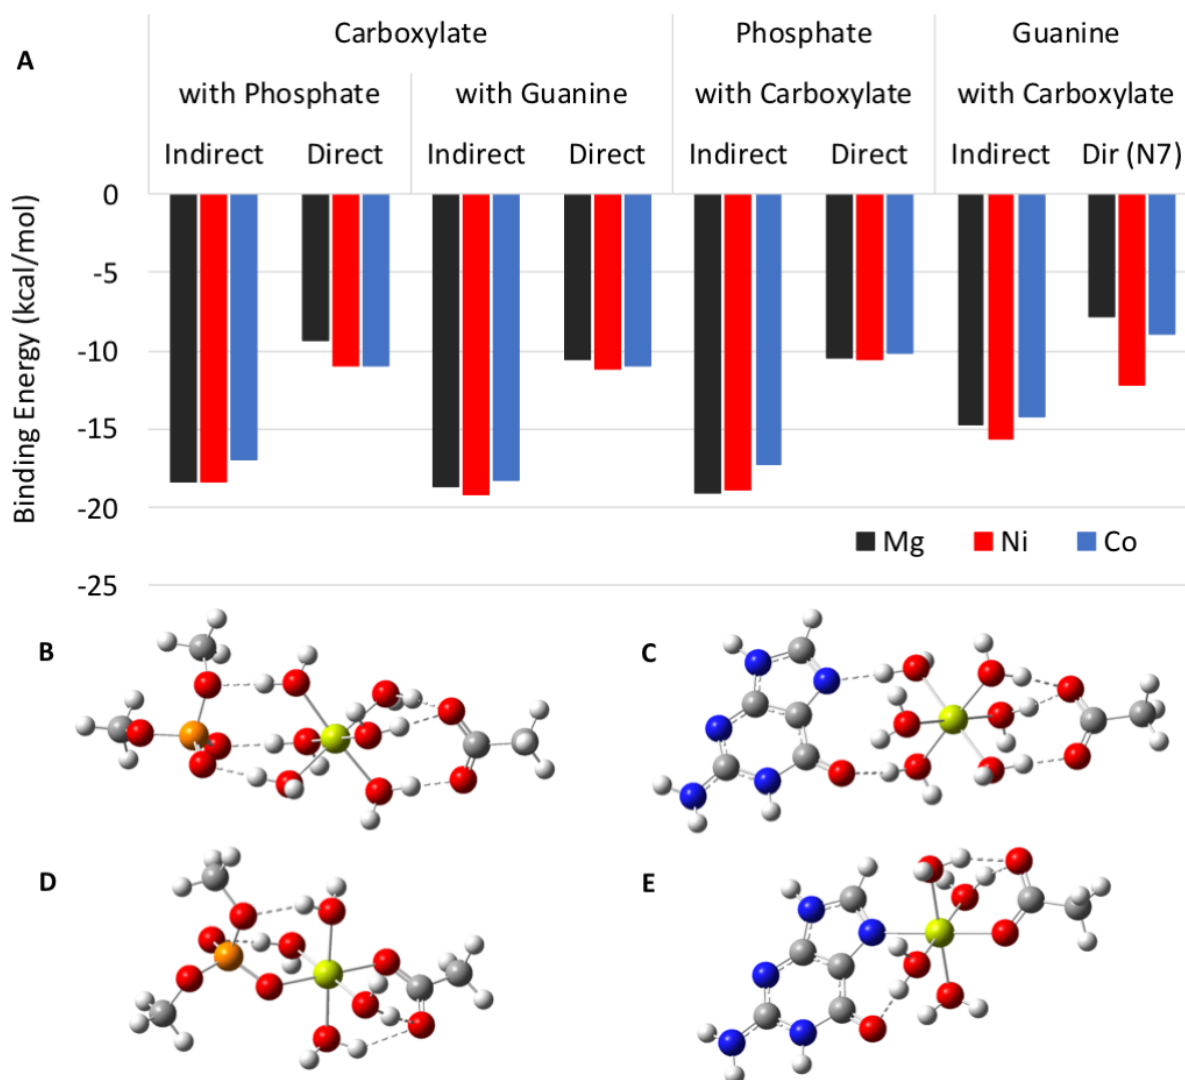 A
Carboxylate Phosphate Guanine
with Phosphate with Guanine with Carboxylate with Carboxylate
Indirect Direct Indirect Direct Indirect Direct Indirect Dir (N7)
Binding Energy (kcal/mol)
0
-5
-10
-15
-20
-25
Mg Ni Co
B
C
D
E